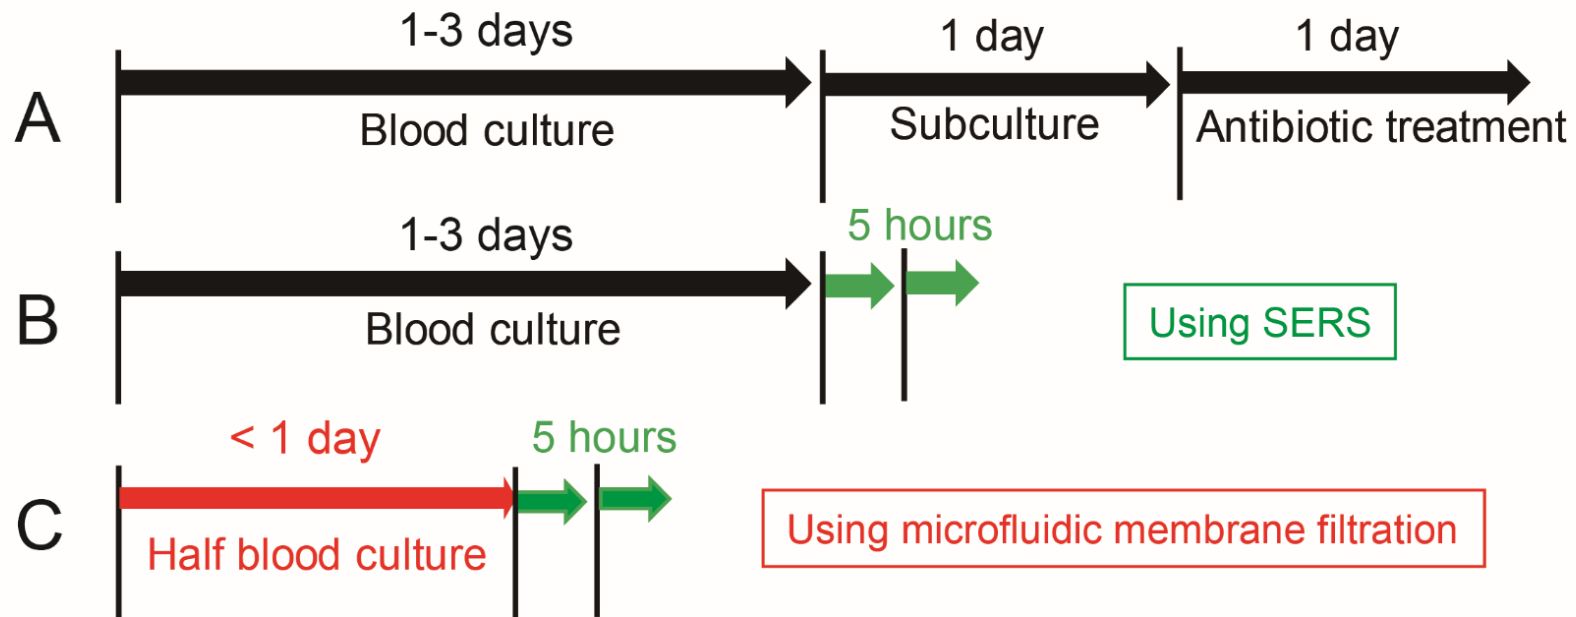 1-3 days
1 day
1 day
A
Blood culture
Subculture
Antibiotic treatment
1-3 days
5 hours
B
Blood culture
Using SERS
< 1 day
5 hours
C
Half blood culture
Using microfluidic membrane filtration